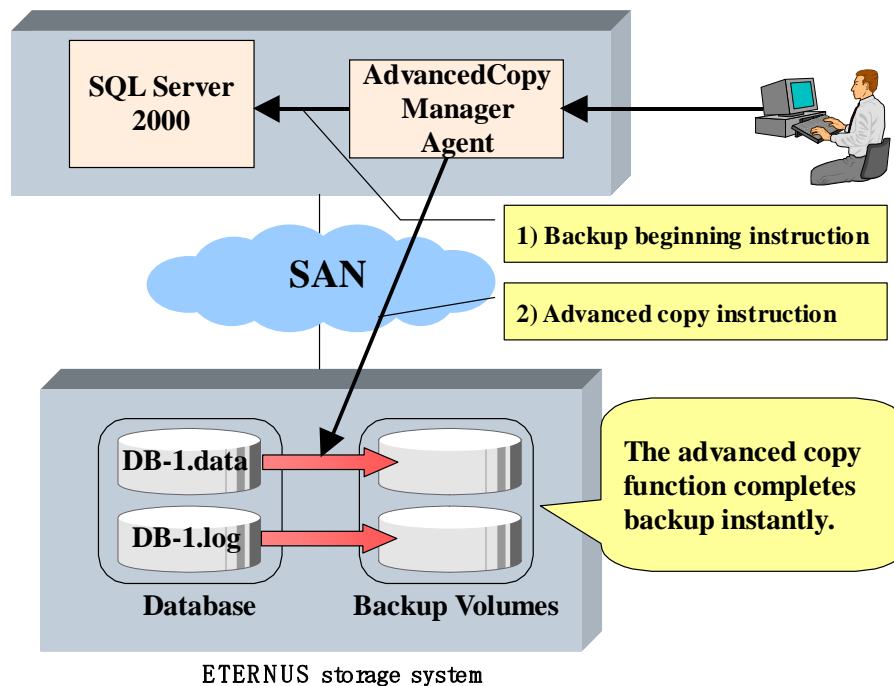 SQL Server
2000
AdvancedCopy
Manager
Agent
1) Backup beginning instruction
SAN
2) Advanced copy instruction
DB-1.data
DB-1.log
Database
Backup Volumes
The advanced copy
function completes
backup instantly.
ETERNUS storage system